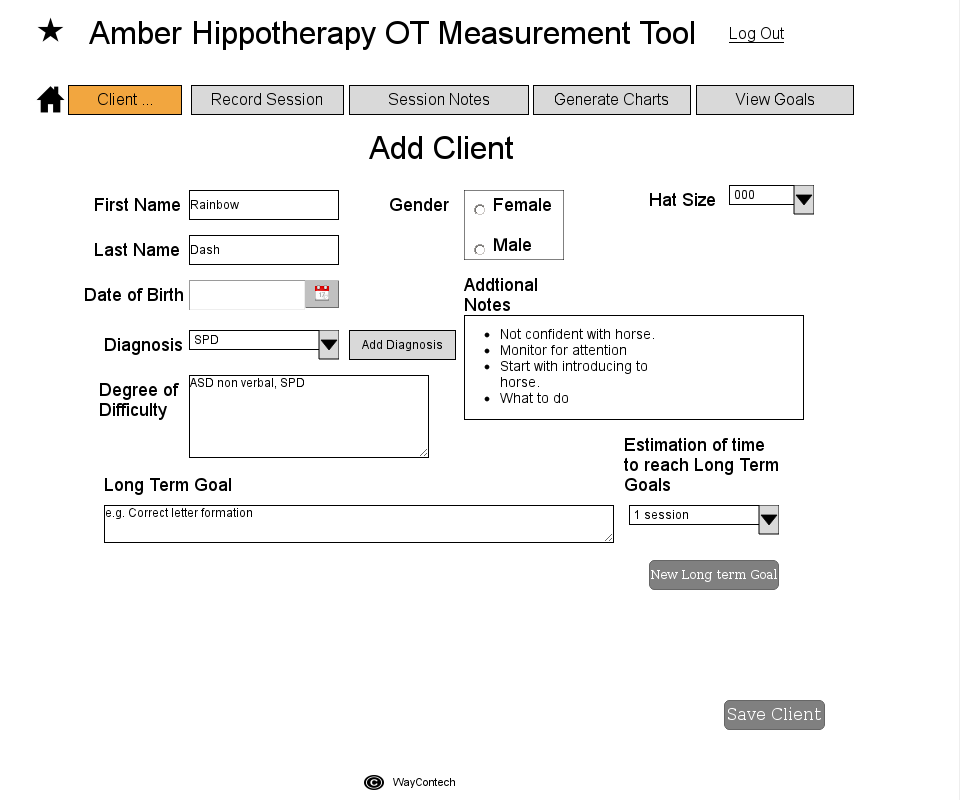 Amber Hippotherapy OT Measurement Tool
Log Out
Client ...
Record Session
Session Notes
Generate Charts
View Goals
Add Client
First Name
Rainbow
Gender
Female
Male
Hat Size
000
Last Name
Dash
Date of Birth
Addtional
Notes
Diagnosis
SPD
Add Diagnosis
• Not confident with horse.
• Monitor for attention
• Start with introducing to
horse.
• What to do
Degree of
Difficulty
ASD non verbal, SPD
Estimation of time
to reach Long Term
Goals
Long Term Goal
e.g. Correct letter formation
1 session
New Long term Goal
Save Client
WayContech